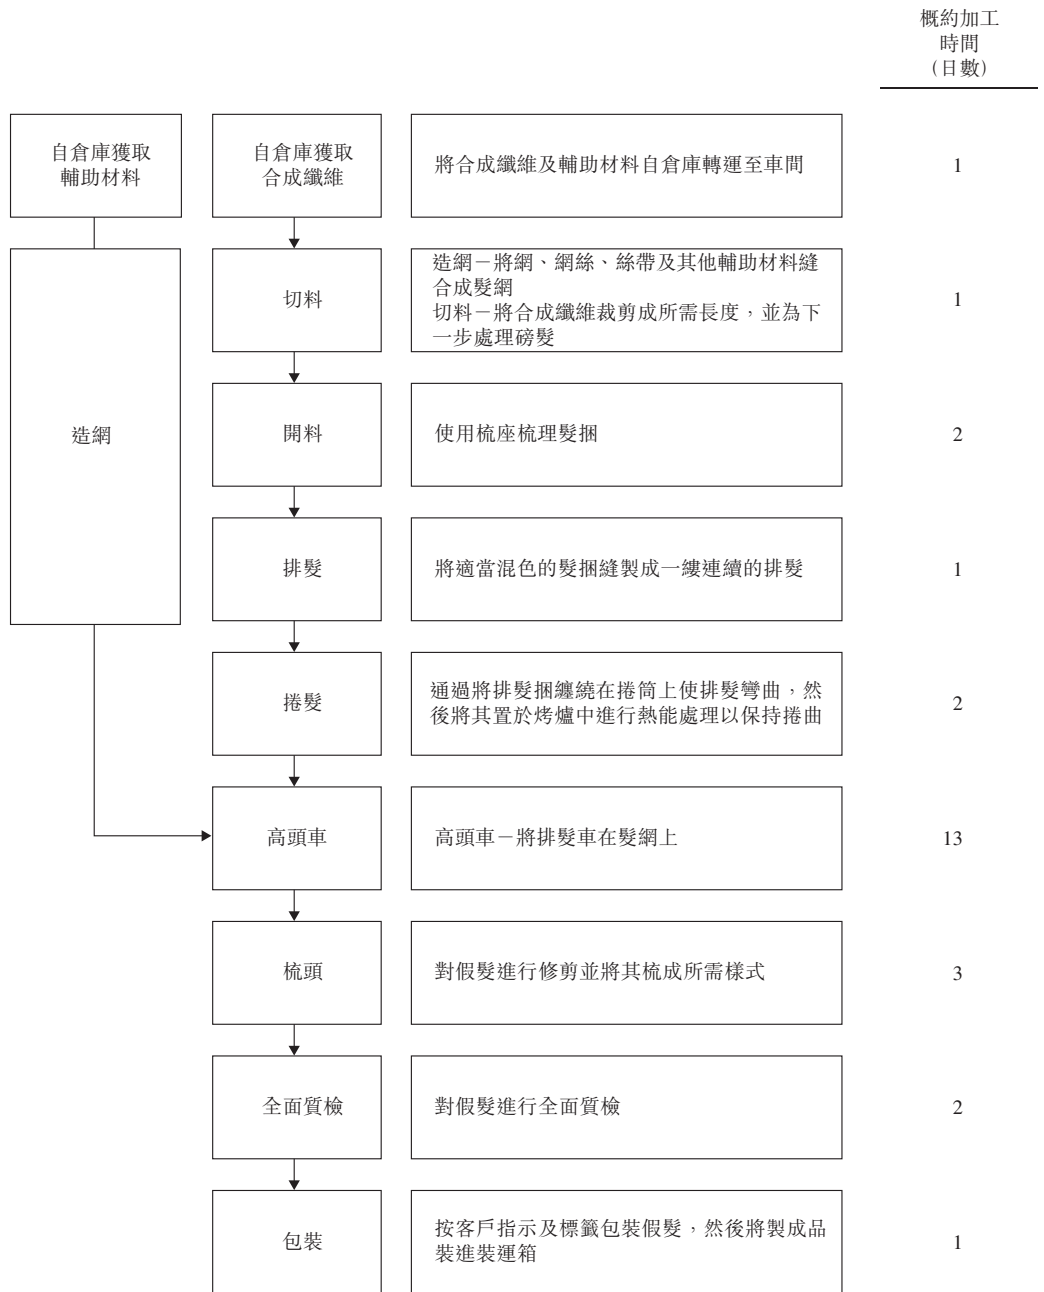 概約加工
時間
(日數)
自倉庫獲取
輔助材料
自倉庫獲取
合成纖維
將合成纖維及輔助材料自倉庫轉運至車間
1
造網
切料
造網－將網、網絲、絲帶及其他輔助材料縫
合成髮網
切料－將合成纖維裁剪成所需長度，並為下
一步處理磅髮
1
開料
使用梳座梳理髮捆
2
排髮
將適當混色的髮捆縫製成一縷連續的排髮
1
捲髮
通過將排髮捆纏繞在捲筒上使排髮彎曲，然
後將其置於烤爐中進行熱能處理以保持捲曲
2
高頭車
高頭車－將排髮車在髮網上
13
梳頭
對假髮進行修剪並將其梳成所需樣式
3
全面質檢
對假髮進行全面質檢
2
包裝
按客戶指示及標籤包裝假髮，然後將製成品
裝進裝運箱
1